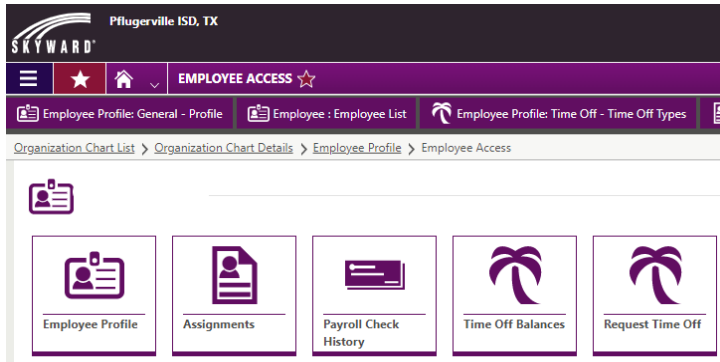 Pflugerville ISD, TX
SKYWARD
EMPLOYEE ACCESS
Employee Profile: General - Profile Employee : Employee List Employee Profile: Time Off - Time Off Types
Organization Chart List > Organization Chart Details > Employee Profile > Employee Access
Employee Profile
Assignments
Payroll Check
History
Time Off Balances
Request Time Off